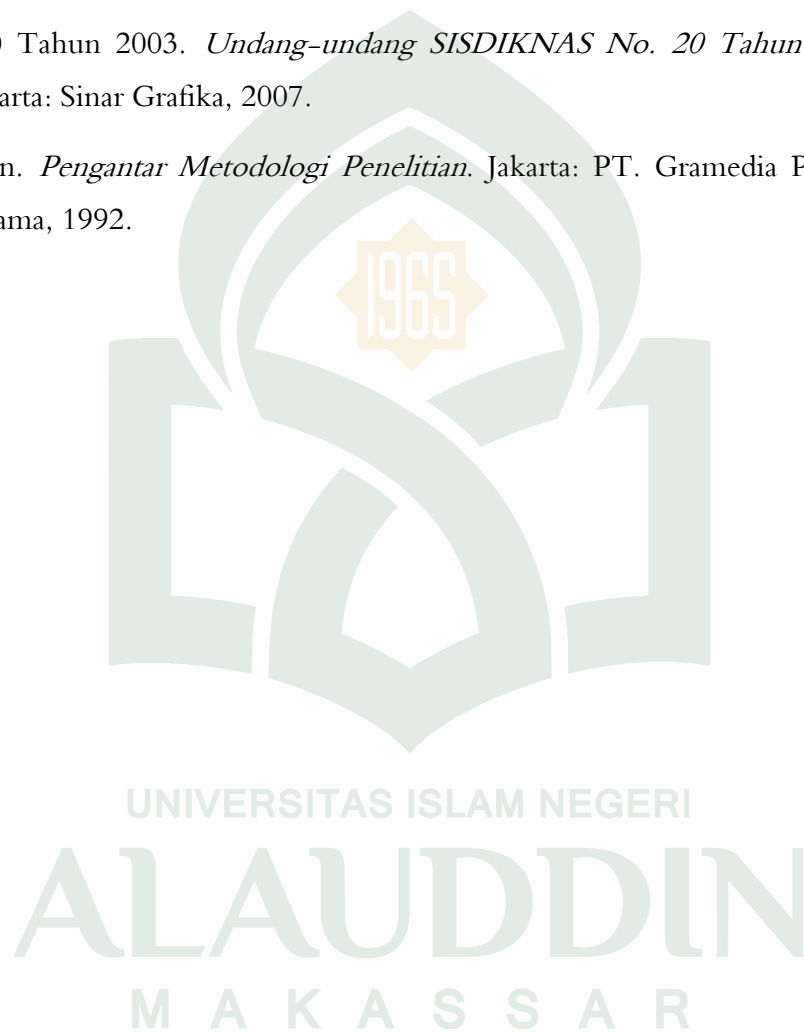 Tahun 2003. Undang-undang SISDIKNAS No. 20 Tahun
arta: Sinar Grafika, 2007.
n. Pengantar Metodologi Penelitian. Jakarta: PT. Gramedia P
ama, 1992.
1965
UNIVERSITAS ISLAM NEGERI
ALAUDDIN
MAKASSAR